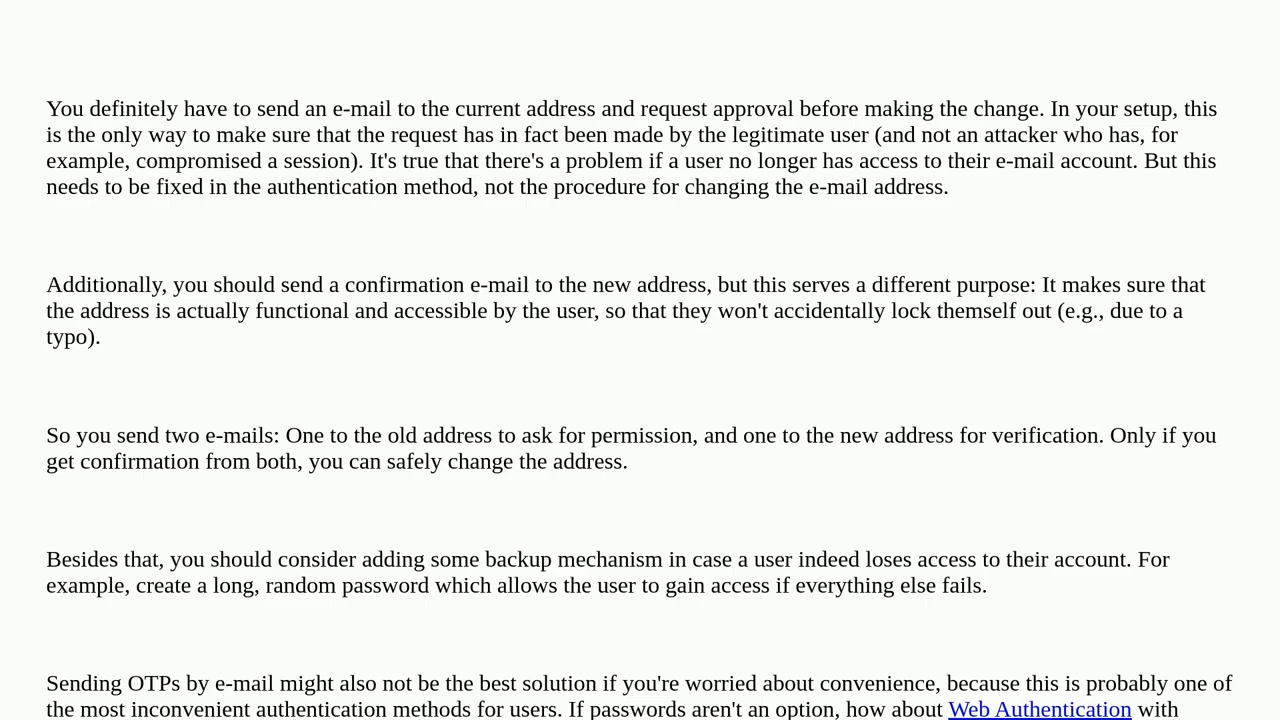 You definitely have to send an e-mail to the current address and request approval before making the change. In your setup, this
is the only way to make sure that the request has in fact been made by the legitimate user (and not an attacker who has, for
example, compromised a session). It's true that there's a problem if a user no longer has access to their e-mail account. But this
needs to be fixed in the authentication method, not the procedure for changing the e-mail address.
Additionally, you should send a confirmation e-mail to the new address, but this serves a different purpose: It makes sure that
the address is actually functional and accessible by the user, so that they won't accidentally lock themself out (e.g., due to a
typo).
So you send two e-mails: One to the old address to ask for permission, and one to the new address for verification. Only if you
get confirmation from both, you can safely change the address.
Besides that, you should consider adding some backup mechanism in case a user indeed loses access to their account. For
example, create a long, random password which allows the user to gain access if everything else fails.
Sending OTPs by e-mail might also not be the best solution if you're worried about convenience, because this is probably one of
the most inconvenient authentication methods for users. If passwords aren't an option, how about Web Authentication with